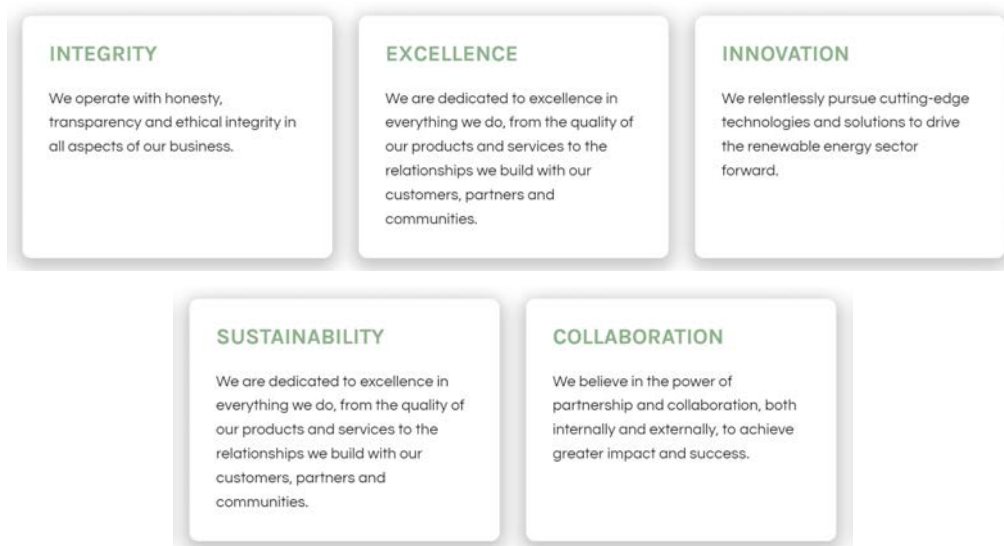 INTEGRITY
We operate with honesty,
transparency and ethical integrity in
all aspects of our business.
EXCELLENCE
We are dedicated to excellence in
everything we do, from the quality of
our products and services to the
relationships we build with our
customers, partners and
communities.
INNOVATION
We relentlessly pursue cutting-edge
technologies and solutions to drive
the renewable energy sector
forward.
SUSTAINABILITY
We are dedicated to excellence in
everything we do, from the quality of
our products and services to the
relationships we build with our
customers, partners and
communities.
COLLABORATION
We believe in the power of
partnership and collaboration, both
internally and externally, to achieve
greater impact and success.